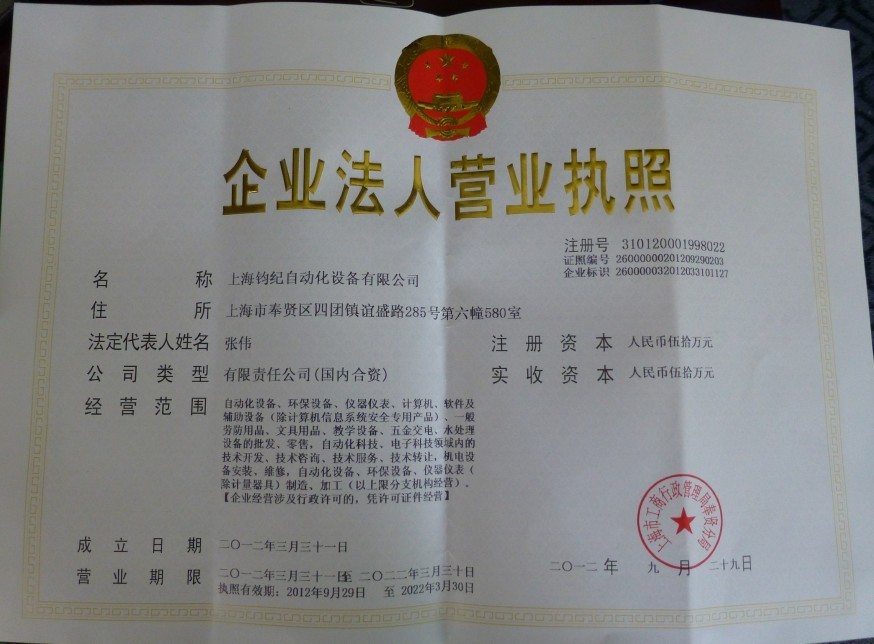 企业法人营业执照
注册号 310120001998022
证照编号 26000000201209290203
企业标识 260000032012033101127
名称 上海钧纪自动化设备有限公司
住所 上海市奉贤区四团镇谊盛路285号第六幢580室
法定代表人姓名 张伟
注册资本 人民币伍拾万元
公司类型 有限责任公司(国内合资)
实收资本 人民币伍拾万元
经营范围 自动化设备、环保设备、仪器仪表、计算机、软件及
辅助设备（除计算机信息系统安全专用产品）、一般
劳防用品、文具用品、教学设备、五金交电、水处理
设备的批发、零售，自动化科技、电子科技领域内的
技术开发、技术咨询、技术服务、技术转让，机电设
备安装、维修，自动化设备、环保设备、仪器仪表（
除计量器具）制造、加工（以上限分支机构经营）。
【企业经营涉及行政许可的，凭许可证件经营】
上海市工商行政管理局奉贤分局
成立日期 二〇一二年三月三十一日
二〇一二年 九月 二十九日
营业期限 二〇一二年三月三十一日至 二〇二二年三月三十日
执照有效期：2012年9月29日 至 2022年3月30日